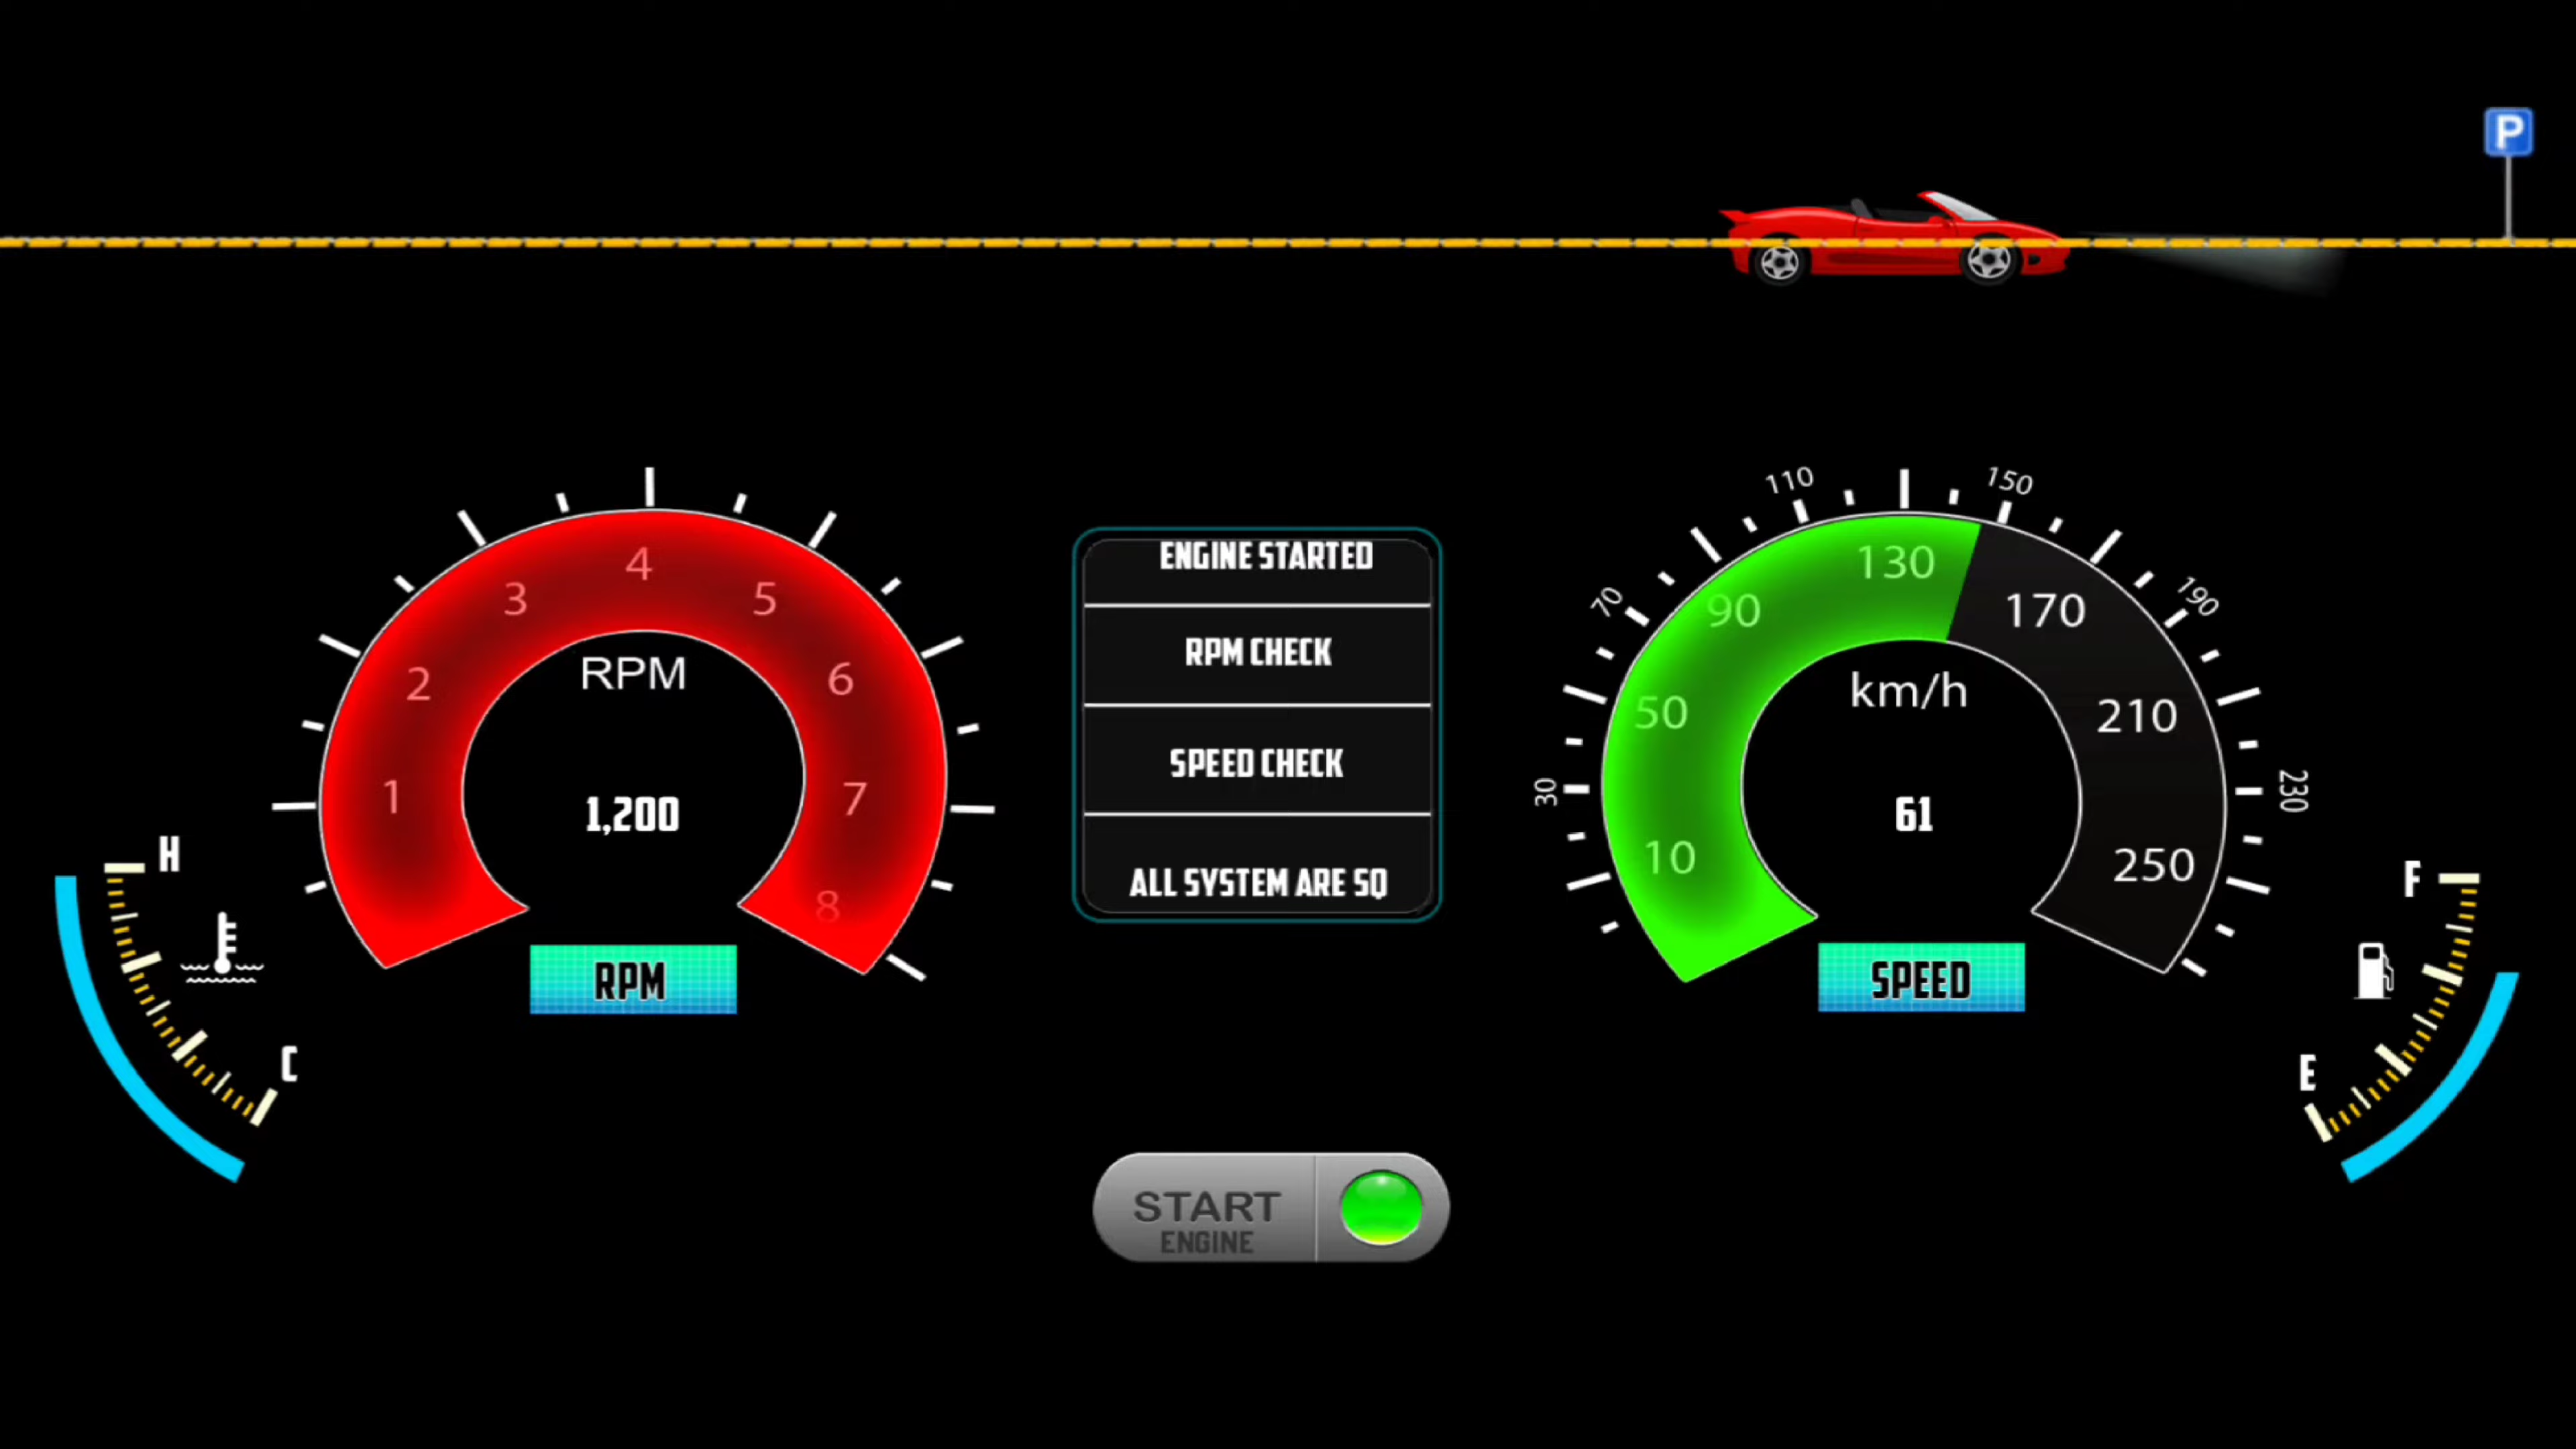 P
110
150
ENGINE STARTED
4
130
3
5
70
90
170
190
RPM CHECK
RPM
2
6
km/h
50
210
SPEED CHECK
1
7
30
230
1,200
61
H
10
250
F
ALL SYSTEM ARE SQ
8
RPM
SPEED
C
E
START
ENGINE